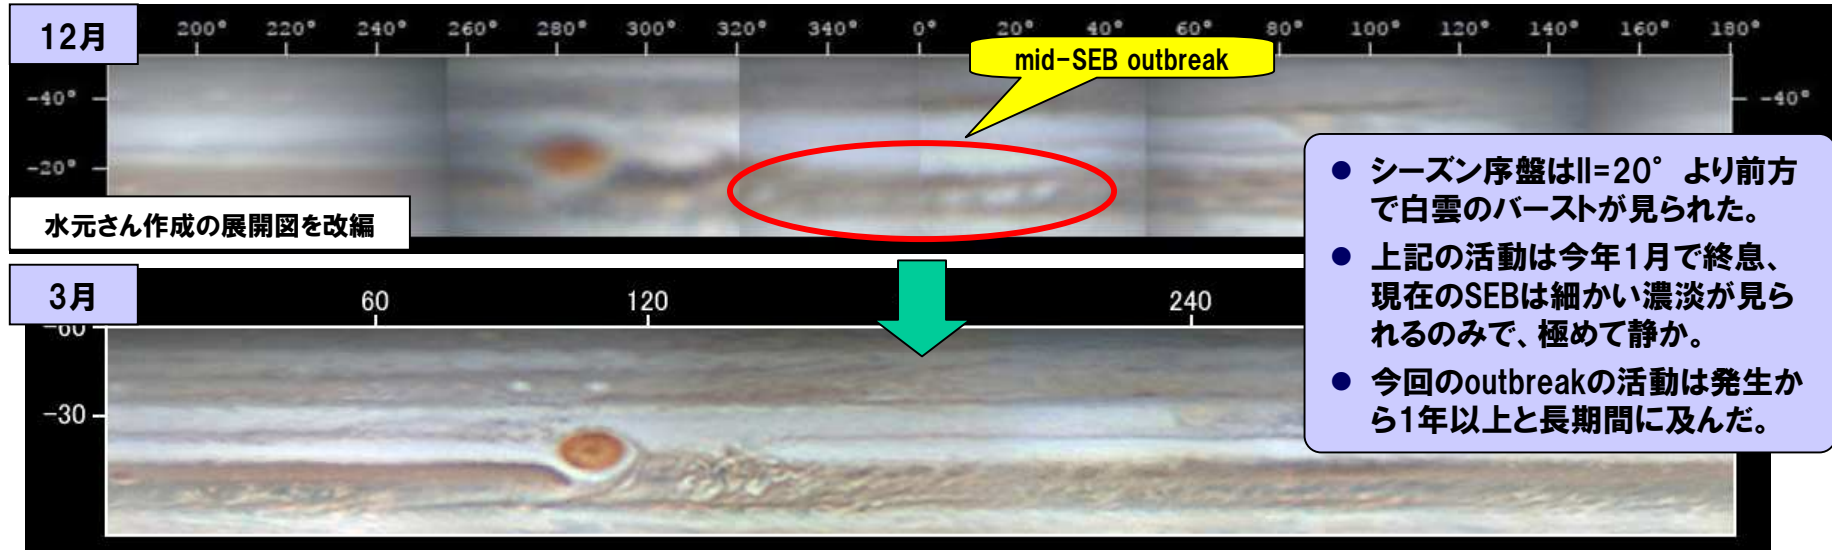 12月
200° 220° 240° 260° 280° 300° 320° 340° 0° 20° 40° 60° 80° 100° 120° 140° 160° 180°
mid-SEB outbreak
-40° -40°
-20°
水元さん作成の展開図を改編
● シーズン序盤はII=20° より前方
で白雲のバーストが見られた。
● 上記の活動は今年1月で終息、
現在のSEBは細かい濃淡が見ら
れるのみで、極めて静か。
● 今回のoutbreakの活動は発生か
ら1年以上と長期間に及んだ。
3月
60 120 240
-60
-30